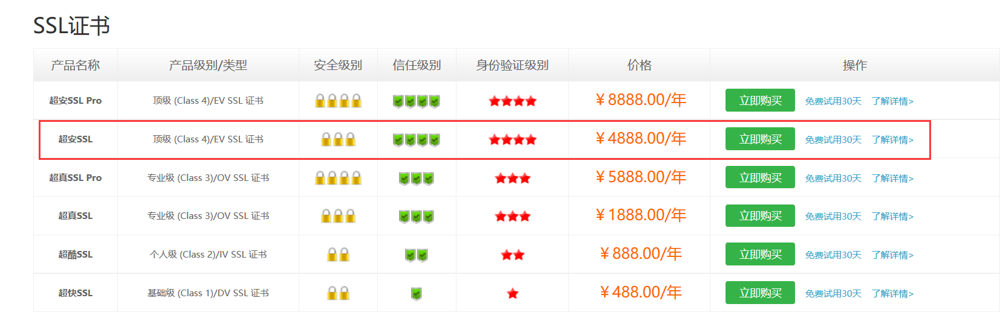 SSL证书
产品名称 产品级别/类型 安全级别 信任级别 身份验证级别 价格 操作
超安SSL Pro 顶级 (Class 4)/EV SSL 证书 ¥8888.00/年 立即购买 免费试用30天 了解详情>
超安SSL 顶级 (Class 4)/EV SSL 证书 ¥4888.00/年 立即购买 免费试用30天 了解详情>
超真SSL Pro 专业级 (Class 3)/OV SSL 证书 ¥5888.00/年 立即购买 免费试用30天 了解详情>
超真SSL 专业级 (Class 3)/OV SSL 证书 ¥1888.00/年 立即购买 免费试用30天 了解详情>
超酷SSL 个人级 (Class 2)/IV SSL 证书 ¥888.00/年 立即购买 免费试用30天 了解详情>
超快SSL 基础级 (Class 1)/DV SSL 证书 ¥488.00/年 立即购买 免费试用30天 了解详情>